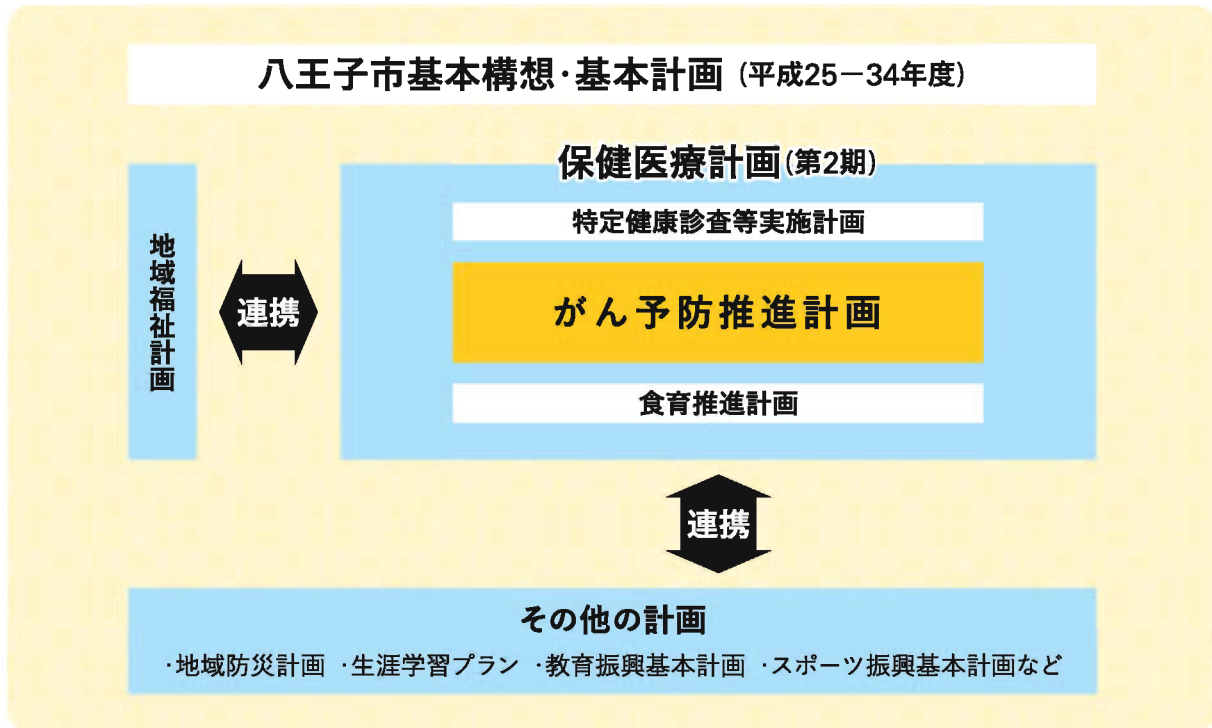 八王子市基本構想・基本計画(平成25－34年度)
保健医療計画(第2期)
特定健康診査等実施計画
がん予防推進計画
食育推進計画
地域福祉計画
連携
連携
その他の計画
・地域防災計画 ・生涯学習プラン ・教育振興基本計画 ・スポーツ振興基本計画など